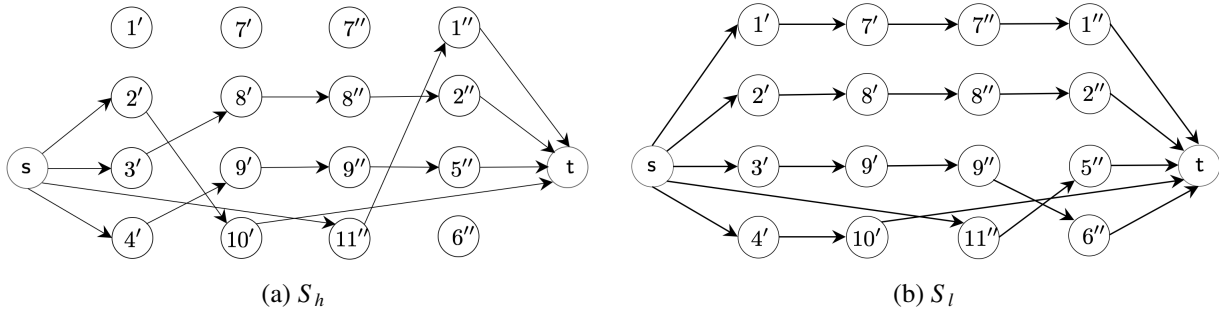 1′ 7′ 7″ 1″
2′ 8′ 8″ 2″
s 3′ 9′ 9″ 5″ t
4′ 10′ 11″ 6″
(a) S_h
1′ 7′ 7″ 1″
2′ 8′ 8″ 2″
s 3′ 9′ 9″ 5″ t
4′ 10′ 11″ 6″
(b) S_l